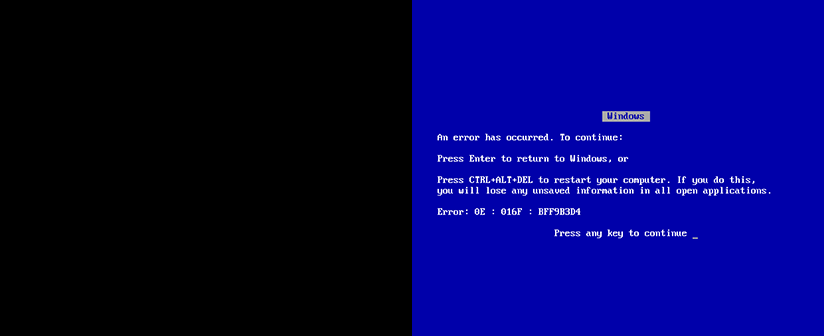 Windows
An error has occurred. To continue:
Press Enter to return to Windows, or
Press CTRL+ALT+DEL to restart your computer. If you do this,
you will lose any unsaved information in all open applications.
Error: 0E : 016F : BFF9B3D4
Press any key to continue _